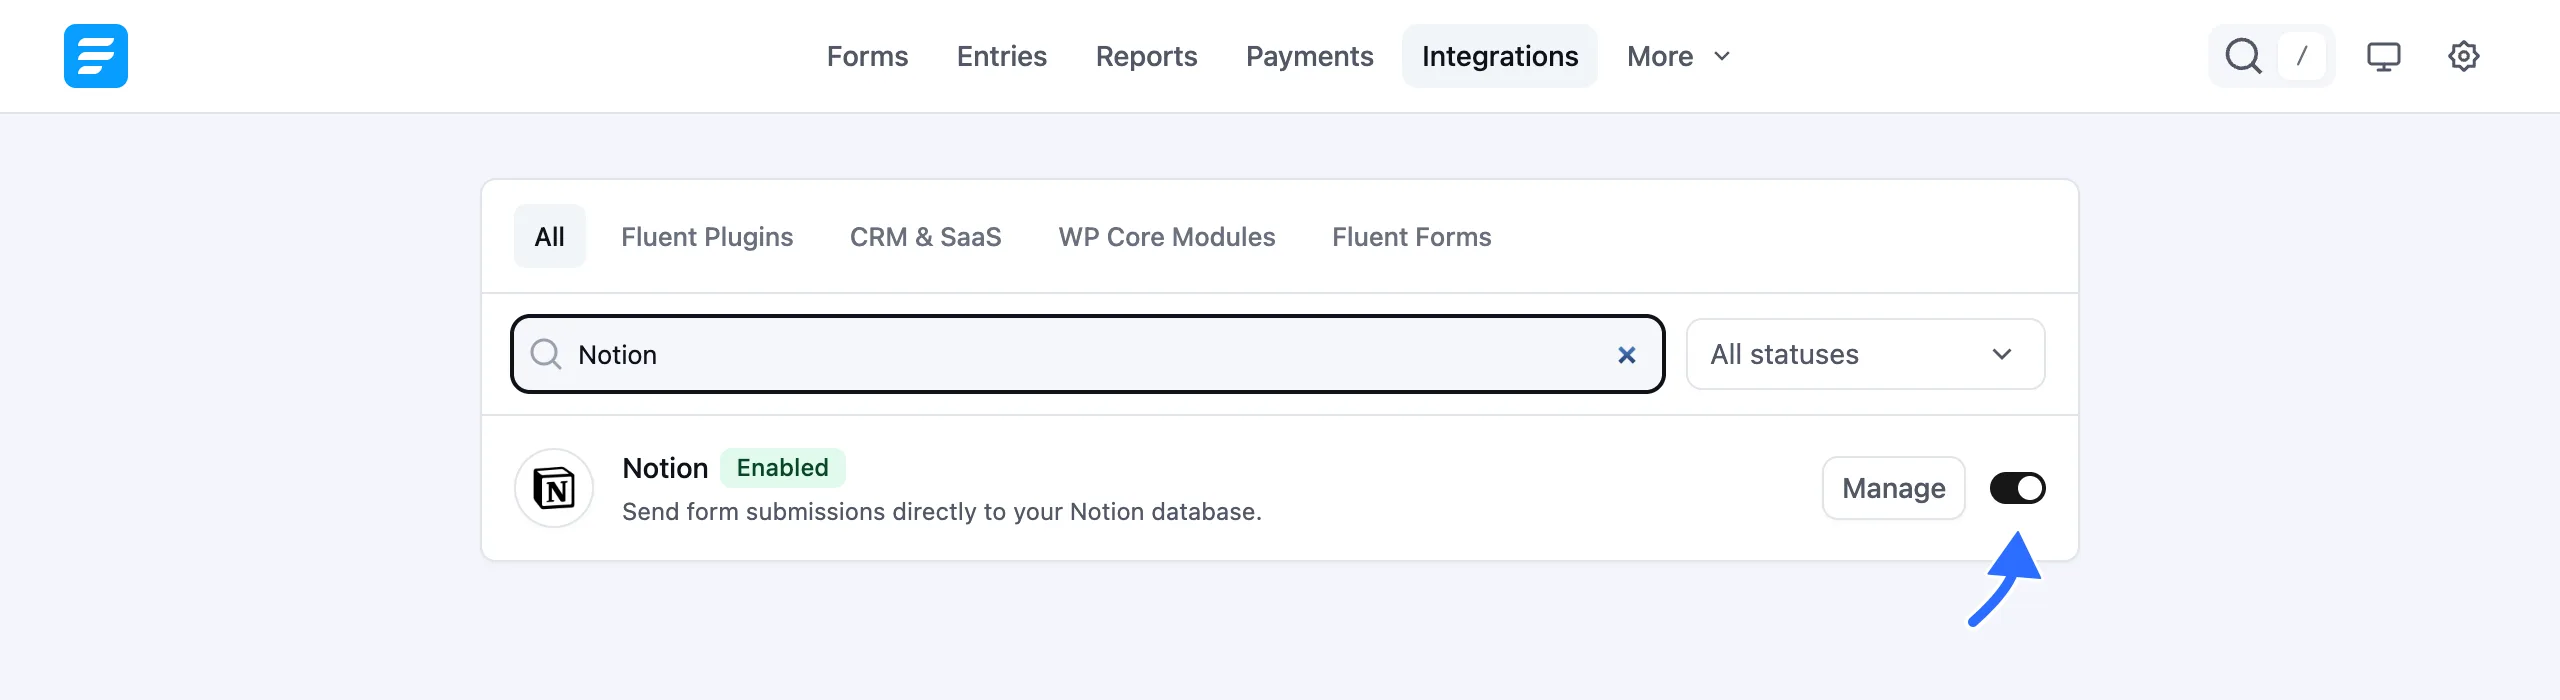 Forms Entries Reports Payments Integrations More /
All Fluent Plugins CRM & SaaS WP Core Modules Fluent Forms
Notion All statuses
Notion Enabled
Send form submissions directly to your Notion database.
Manage
N